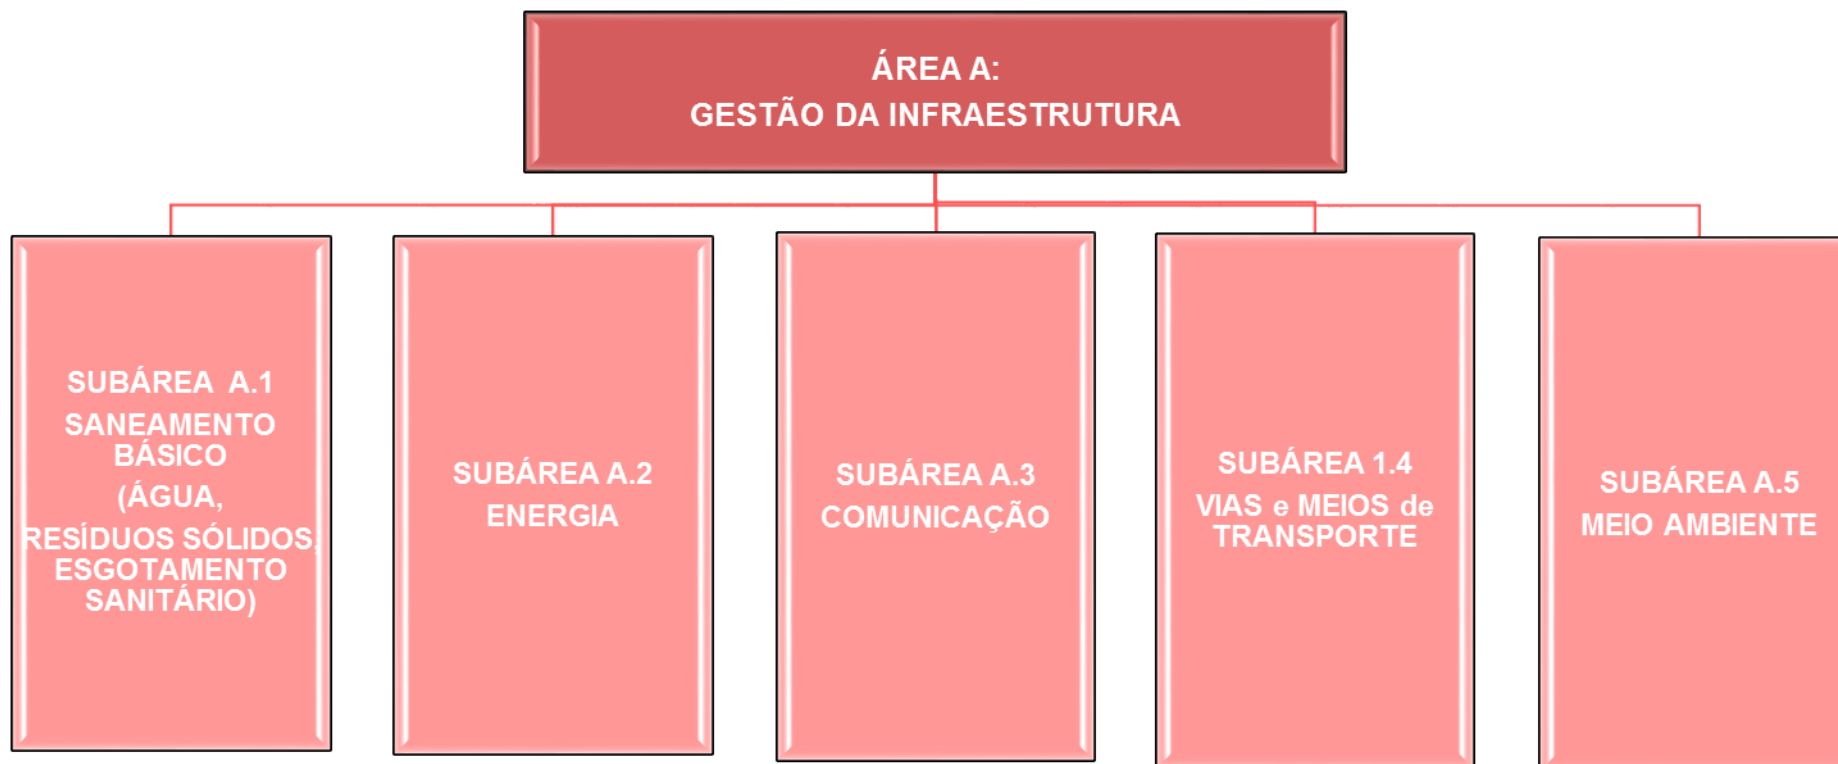 ÁREA A:
GESTÃO DA INFRAESTRUTURA
SUBÁREA A.1
SANEAMENTO
BÁSICO
(ÁGUA,
RESÍDUOS SÓLIDOS,
ESGOTAMENTO
SANITÁRIO)
SUBÁREA A.2
ENERGIA
SUBÁREA A.3
COMUNICAÇÃO
SUBÁREA 1.4
VIAS e MEIOS de
TRANSPORTE
SUBÁREA A.5
MEIO AMBIENTE